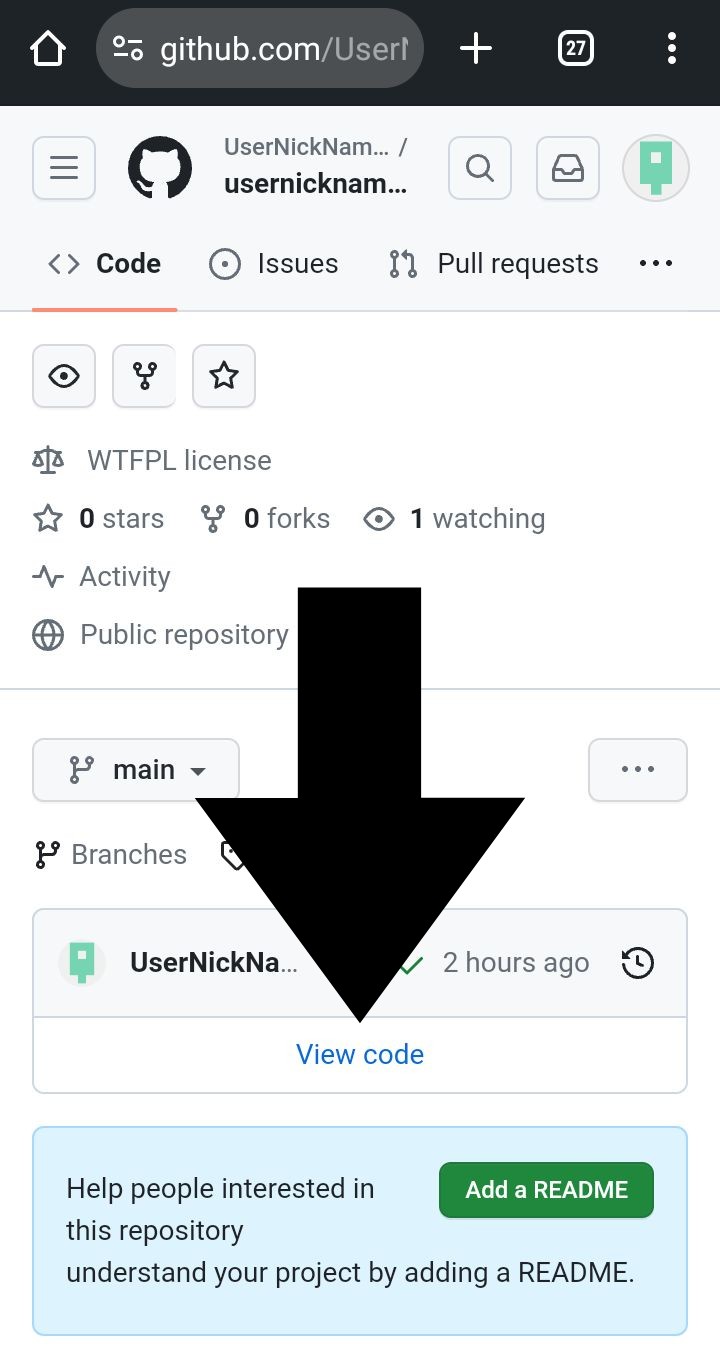 github.com/User
27
UserNickNam... /
usernicknam...
Code Issues Pull requests
WTFPL license
0 stars 0 forks 1 watching
Activity
Public repository
main
Branches
UserNickNa... 2 hours ago
View code
Help people interested in Add a README
this repository
understand your project by adding a README.